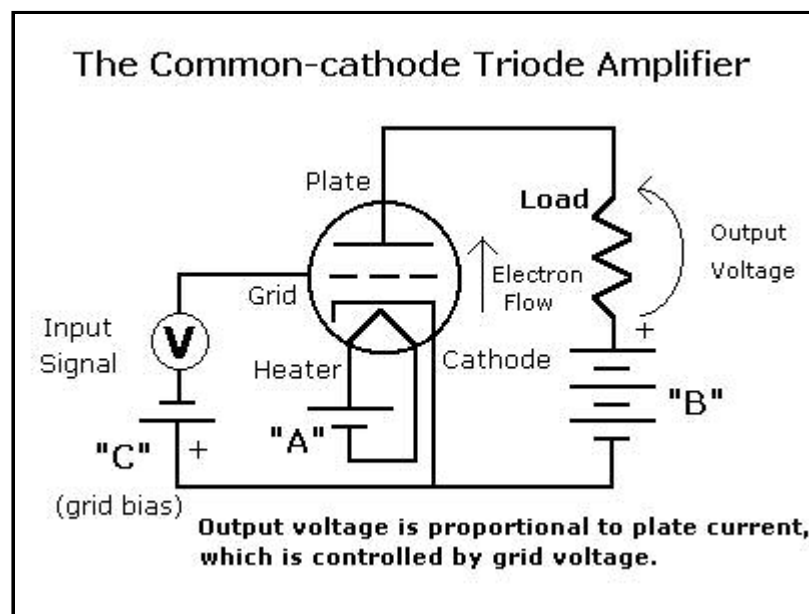 The Common-cathode Triode Amplifier
Plate
Load
Output
Voltage
Grid
Electron
Flow
Input
Signal
V
Heater
Cathode
+
"B"
"A"
"C"
+
(grid bias)
Output voltage is proportional to plate current,
which is controlled by grid voltage.